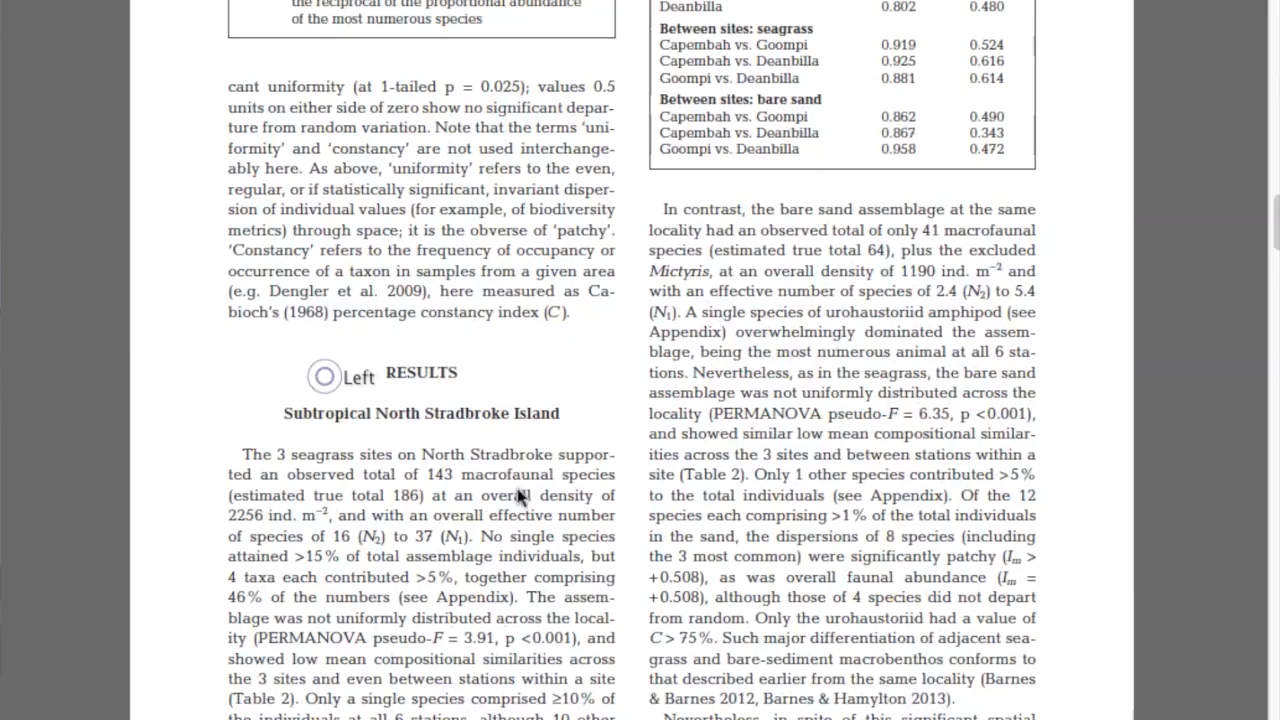 the reciprocal of the proportional abundance
of the most numerous species
cant uniformity (at 1-tailed p = 0.025); values 0.5
units on either side of zero show no significant depar-
ture from random variation. Note that the terms ‘uni-
formity’ and ‘constancy’ are not used interchange-
ably here. As above, ‘uniformity’ refers to the even,
regular, or if statistically significant, invariant disper-
sion of individual values (for example, of biodiversity
metrics) through space; it is the obverse of ‘patchy’.
‘Constancy’ refers to the frequency of occupancy or
occurrence of a taxon in samples from a given area
(e.g. Dengler et al. 2009), here measured as Ca-
bioch’s (1968) percentage constancy index (C).
Left
RESULTS
Subtropical North Stradbroke Island
The 3 seagrass sites on North Stradbroke suppor-
ted an observed total of 143 macrofaunal species
(estimated true total 186) at an overall density of
2256 ind. m−2, and with an overall effective number
of species of 16 (N2) to 37 (N1). No single species
attained >15% of total assemblage individuals, but
4 taxa each contributed >5%, together comprising
46% of the numbers (see Appendix). The assem-
blage was not uniformly distributed across the local-
ity (PERMANOVA pseudo-F = 3.91, p <0.001), and
showed low mean compositional similarities across
the 3 sites and even between stations within a site
(Table 2). Only a single species comprised ≥10% of
the individuals at all 6 stations, although 10 other
Deanbilla 0.802 0.480
Between sites: seagrass
Capembah vs. Goompi 0.919 0.524
Capembah vs. Deanbilla 0.925 0.616
Goompi vs. Deanbilla 0.881 0.614
Between sites: bare sand
Capembah vs. Goompi 0.862 0.490
Capembah vs. Deanbilla 0.867 0.343
Goompi vs. Deanbilla 0.958 0.472
In contrast, the bare sand assemblage at the same
locality had an observed total of only 41 macrofaunal
species (estimated true total 64), plus the excluded
Mictyris, at an overall density of 1190 ind. m−2 and
with an effective number of species of 2.4 (N2) to 5.4
(N1). A single species of urohaustoriid amphipod (see
Appendix) overwhelmingly dominated the assem-
blage, being the most numerous animal at all 6 sta-
tions. Nevertheless, as in the seagrass, the bare sand
assemblage was not uniformly distributed across the
locality (PERMANOVA pseudo-F = 6.35, p <0.001),
and showed similar low mean compositional similar-
ities across the 3 sites and between stations within a
site (Table 2). Only 1 other species contributed >5%
to the total individuals (see Appendix). Of the 12
species each comprising >1% of the total individuals
in the sand, the dispersions of 8 species (including
the 3 most common) were significantly patchy (Im >
+0.508), as was overall faunal abundance (Im =
+0.508), although those of 4 species did not depart
from random. Only the urohaustoriid had a value of
C > 75%. Such major differentiation of adjacent sea-
grass and bare-sediment macrobenthos conforms to
that described earlier from the same locality (Barnes
& Barnes 2012, Barnes & Hamylton 2013).
Nevertheless, in spite of this significant spatial